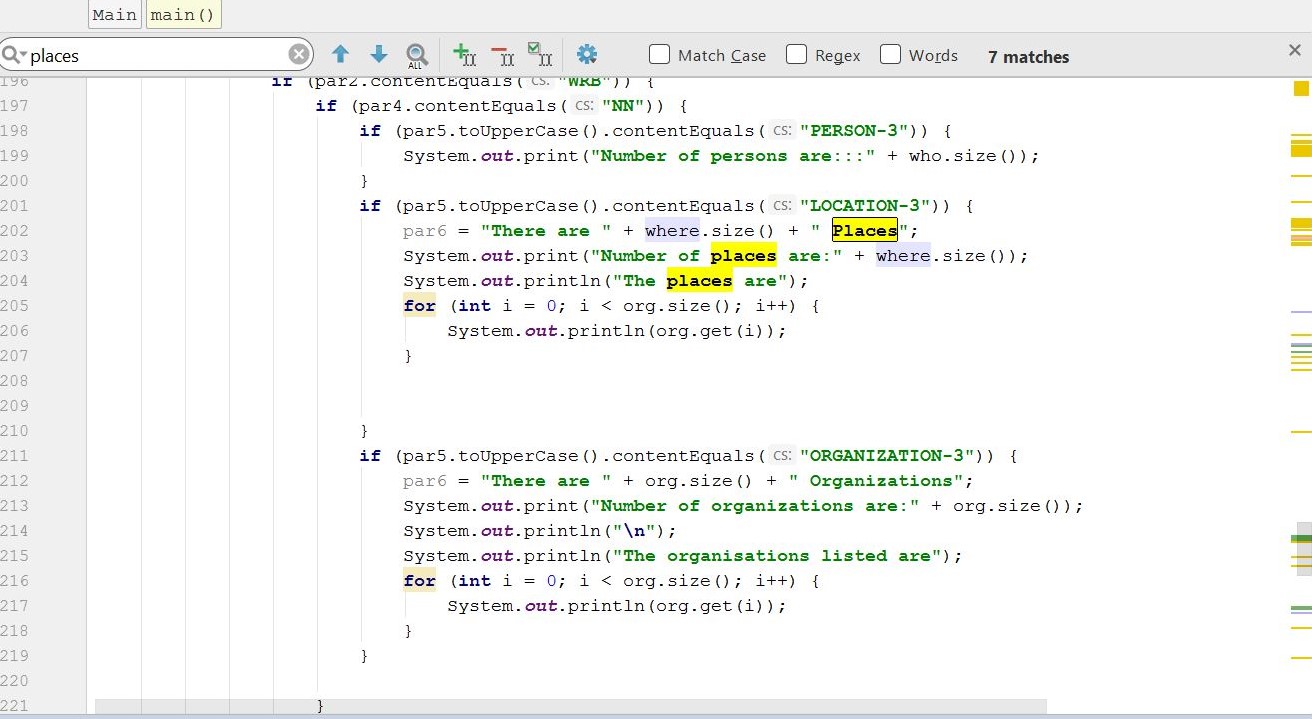 Main main()
places ALL Match Case Regex Words 7 matches
196 if (par2.contentEquals( cs: "WRB")) {
197 if (par4.contentEquals( cs: "NN")) {
198 if (par5.toUpperCase().contentEquals( cs: "PERSON-3")) {
199 System.out.print("Number of persons are:::" + who.size());
200 }
201 if (par5.toUpperCase().contentEquals( cs: "LOCATION-3")) {
202 par6 = "There are " + where.size() + " Places";
203 System.out.print("Number of places are:" + where.size());
204 System.out.println("The places are");
205 for (int i = 0; i < org.size(); i++) {
206 System.out.println(org.get(i));
207 }
208
209
210 }
211 if (par5.toUpperCase().contentEquals( cs: "ORGANIZATION-3")) {
212 par6 = "There are " + org.size() + " Organizations";
213 System.out.print("Number of organizations are:" + org.size());
214 System.out.println("\n");
215 System.out.println("The organisations listed are");
216 for (int i = 0; i < org.size(); i++) {
217 System.out.println(org.get(i));
218 }
219 }
220
221 }